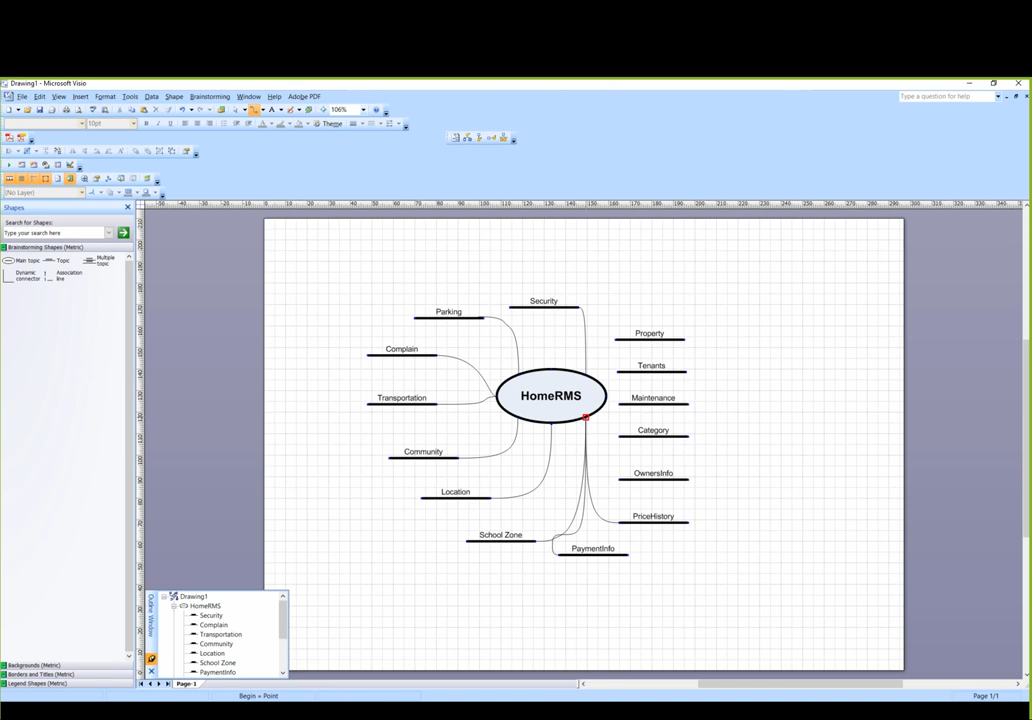 Drawing1 - Microsoft Visio
File Edit View Insert Format Tools Data Shape Brainstorming Window Help Adobe PDF
Type a question for help
106%
10pt
Theme
(No Layer)
Shapes
Search for Shapes:
Type your search here
Brainstorming Shapes (Metric)
Main topic
Topic
Multiple topic
Dynamic connector
Association line
Security
Parking
Property
Complain
Tenants
HomeRMS
Transportation
Maintenance
Category
Community
OwnersInfo
Location
PriceHistory
School Zone
PaymentInfo
Outline Window
Drawing1
HomeRMS
Security
Complain
Transportation
Community
Location
School Zone
PaymentInfo
Backgrounds (Metric)
Borders and Titles (Metric)
Legend Shapes (Metric)
Page-1
Begin + Point
Page 1/1